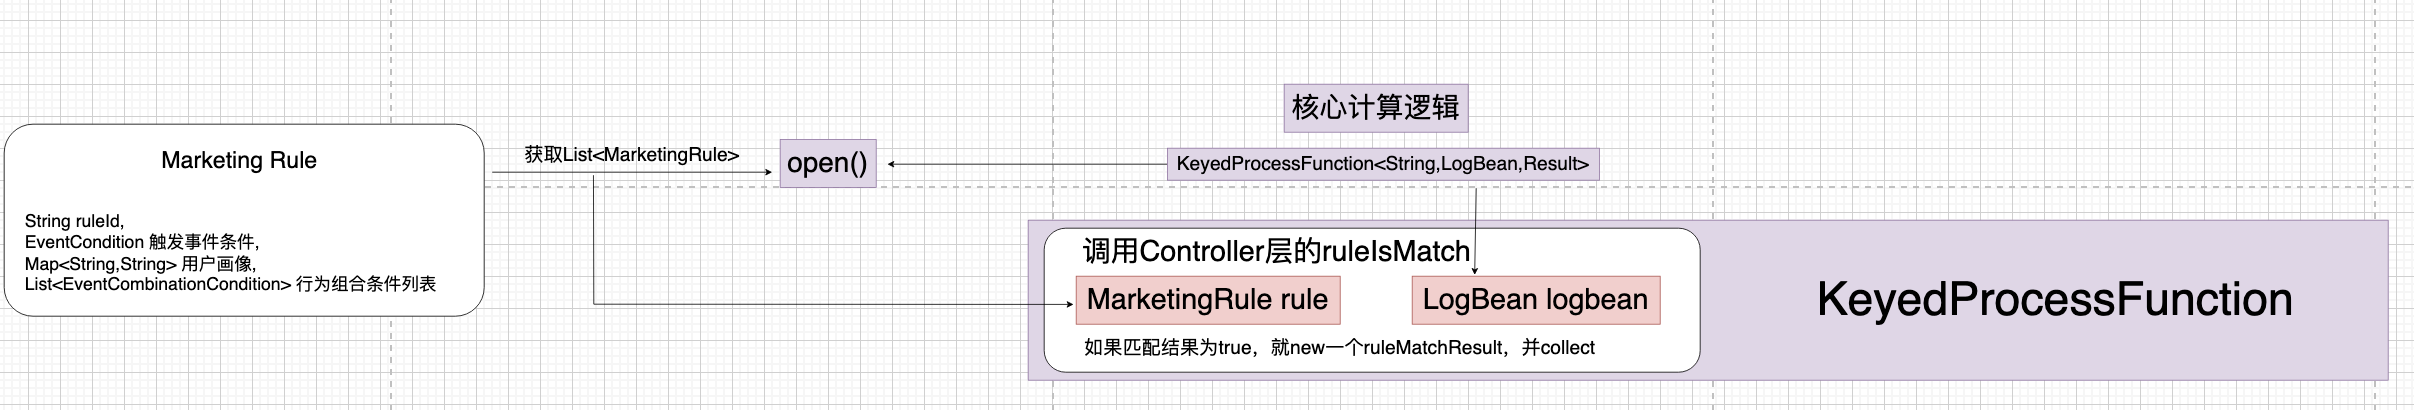 核心计算逻辑
Marketing Rule
获取List<MarketingRule>
open()
KeyedProcessFunction<String,LogBean,Result>
String ruleId,
EventCondition 触发事件条件,
Map<String,String> 用户画像,
List<EventCombinationCondition> 行为组合条件列表
调用Controller层的ruleIsMatch
MarketingRule rule
LogBean logbean
如果匹配结果为true，就new一个ruleMatchResult，并collect
KeyedProcessFunction